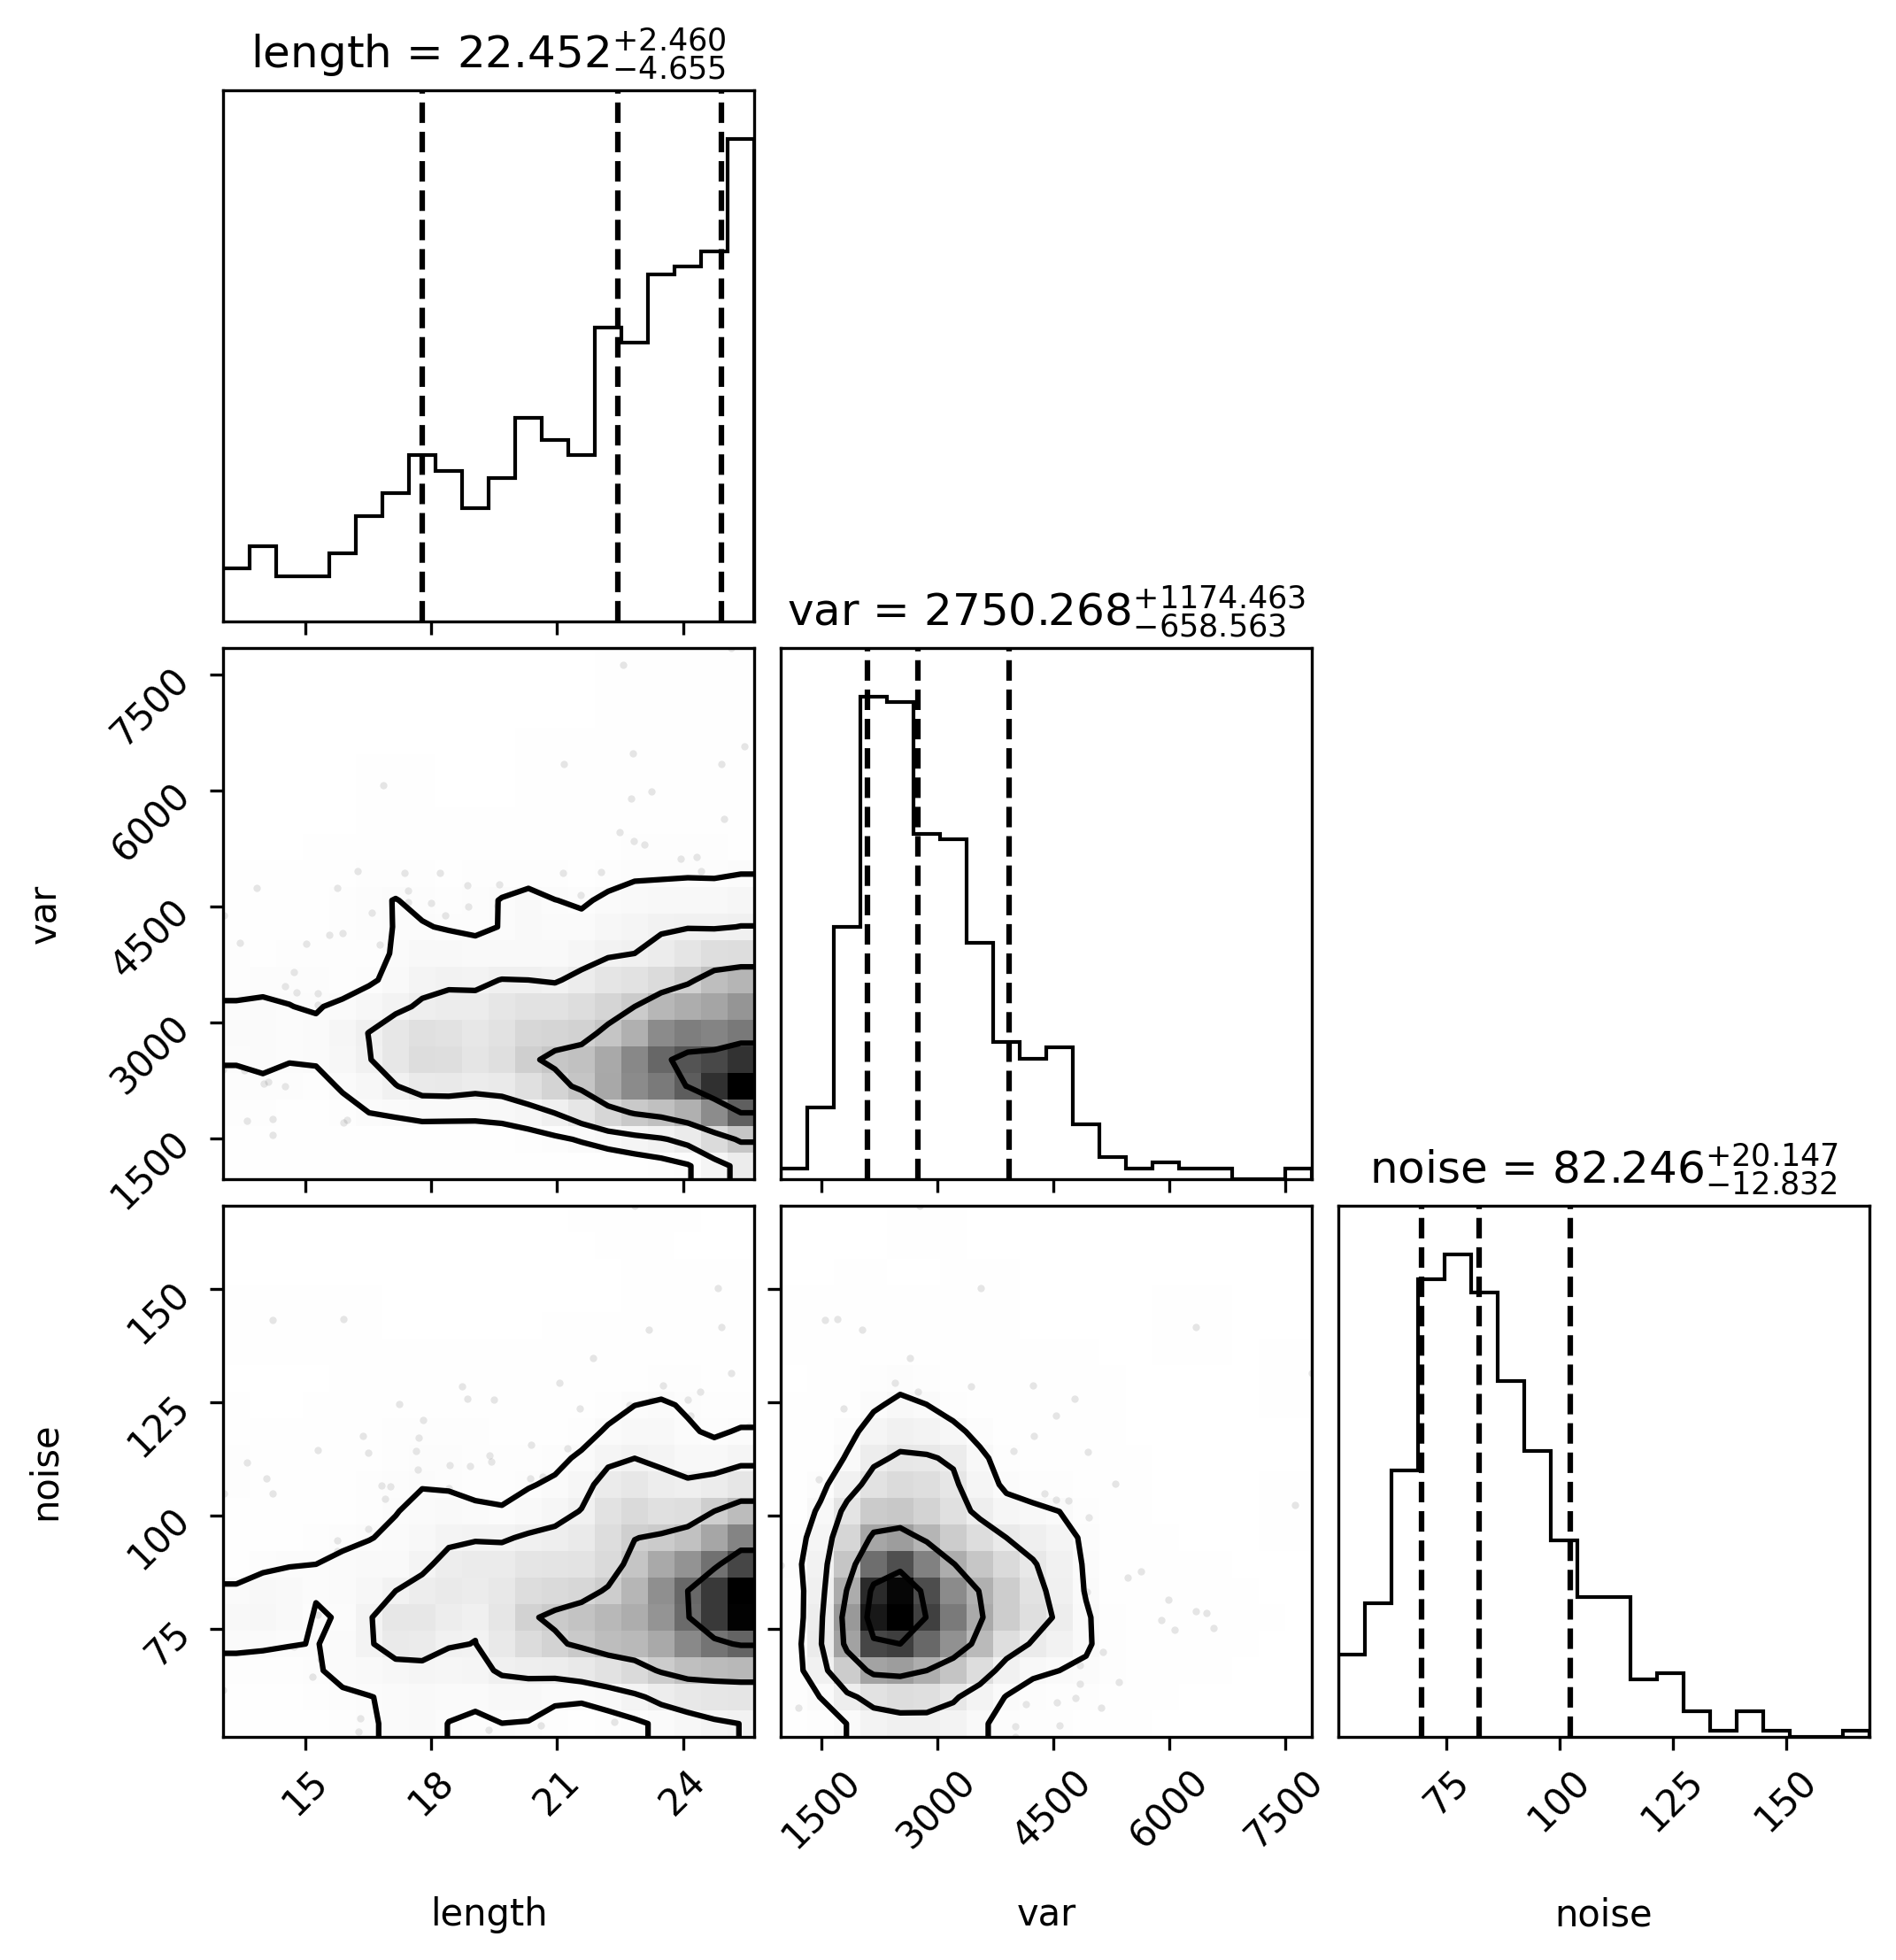 length = 22.452 +2.460 −4.655
var = 2750.268 +1174.463 −658.563
7500
6000
4500
3000
1500
var
noise = 82.246 +20.147 −12.832
150
125
100
75
noise
15 18 21 24
1500 3000 4500 6000 7500
75 100 125 150
length
var
noise